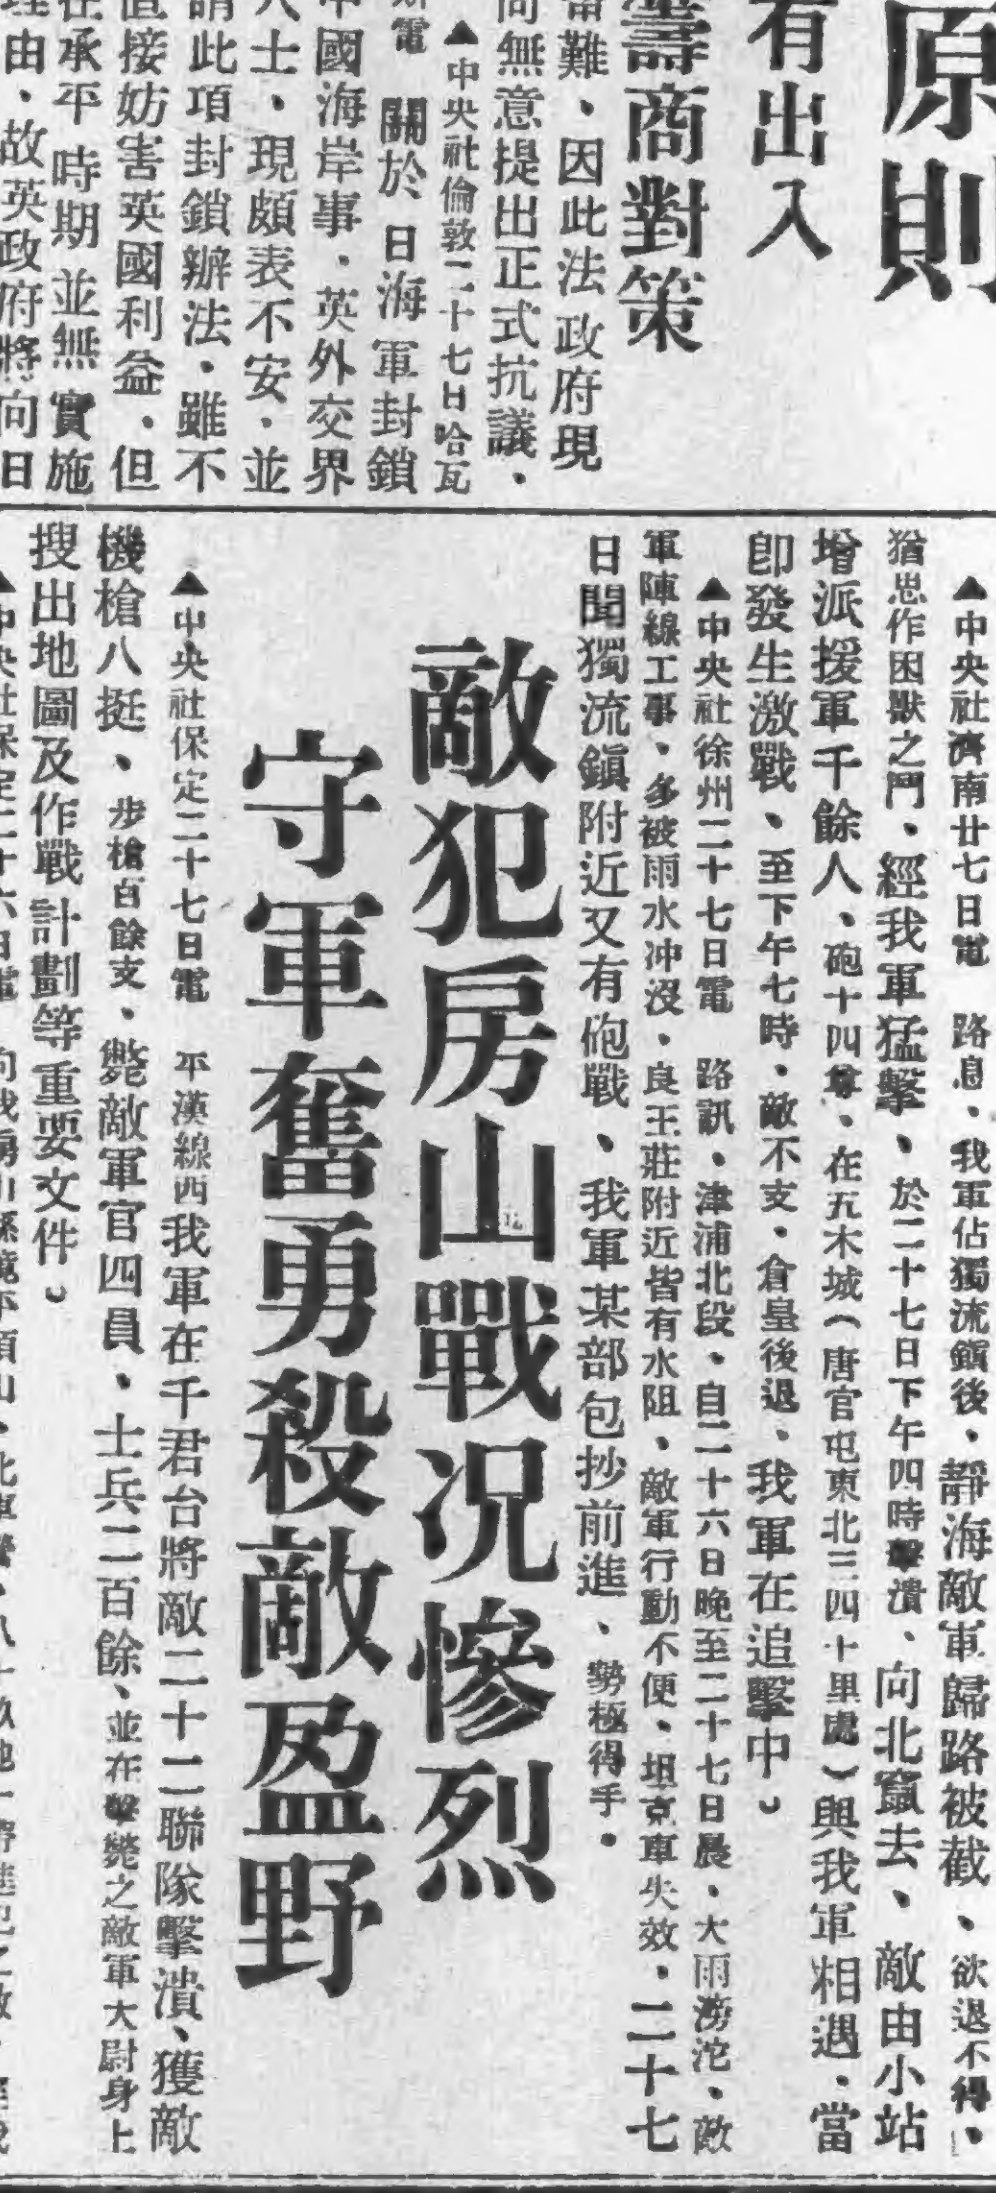 原則
有出入
籌商對策
難、因此法政府現
尚無意提出正式抗議．
▲中央社倫敦二十七日哈瓦
電　關於日海軍封鎖
中國海岸事．英外交界
人士、現頗表不安．並
謂此項封鎖辦法．雖不
直接妨害英國利益．但
在承平時期並無實施
理由．故英政府將向日
▲中央社濟南廿七日電　路息、我軍佔獨流鎮後．靜海敵軍歸路被截、欲退不得、
猶思作困獸之鬥、經我軍猛擊、於二十七日下午四時擊潰、向北竄去、敵由小站
增派援軍千餘人、砲十四尊、在五木城（唐官屯東北三四十里處）與我軍相遇．當
卽發生激戰、至下午七時．敵不支．倉皇後退、我軍在追擊中。
▲中央社徐州二十七日電　路訊、津浦北段、自二十六日晚至二十七日晨、大雨滂沱、敵
軍陣線工事、多被雨水冲沒．良王莊附近皆有水阻、敵軍行動不便、坦克車失效．二十七
日聞獨流鎮附近又有砲戰、我軍某部包抄前進、勢極得手．
敵犯房山戰况慘烈
守軍奮勇殺敵盈野
▲中央社保定二十七日電　平漢線西我軍在千君台將敵二十二聯隊擊潰、獲敵
機槍八挺、步槍百餘支、斃敵軍官四員、士兵二百餘、並在擊斃之敵軍大尉身上
搜出地圖及作戰計劃等重要文件。
▲中央社保定二十六日電